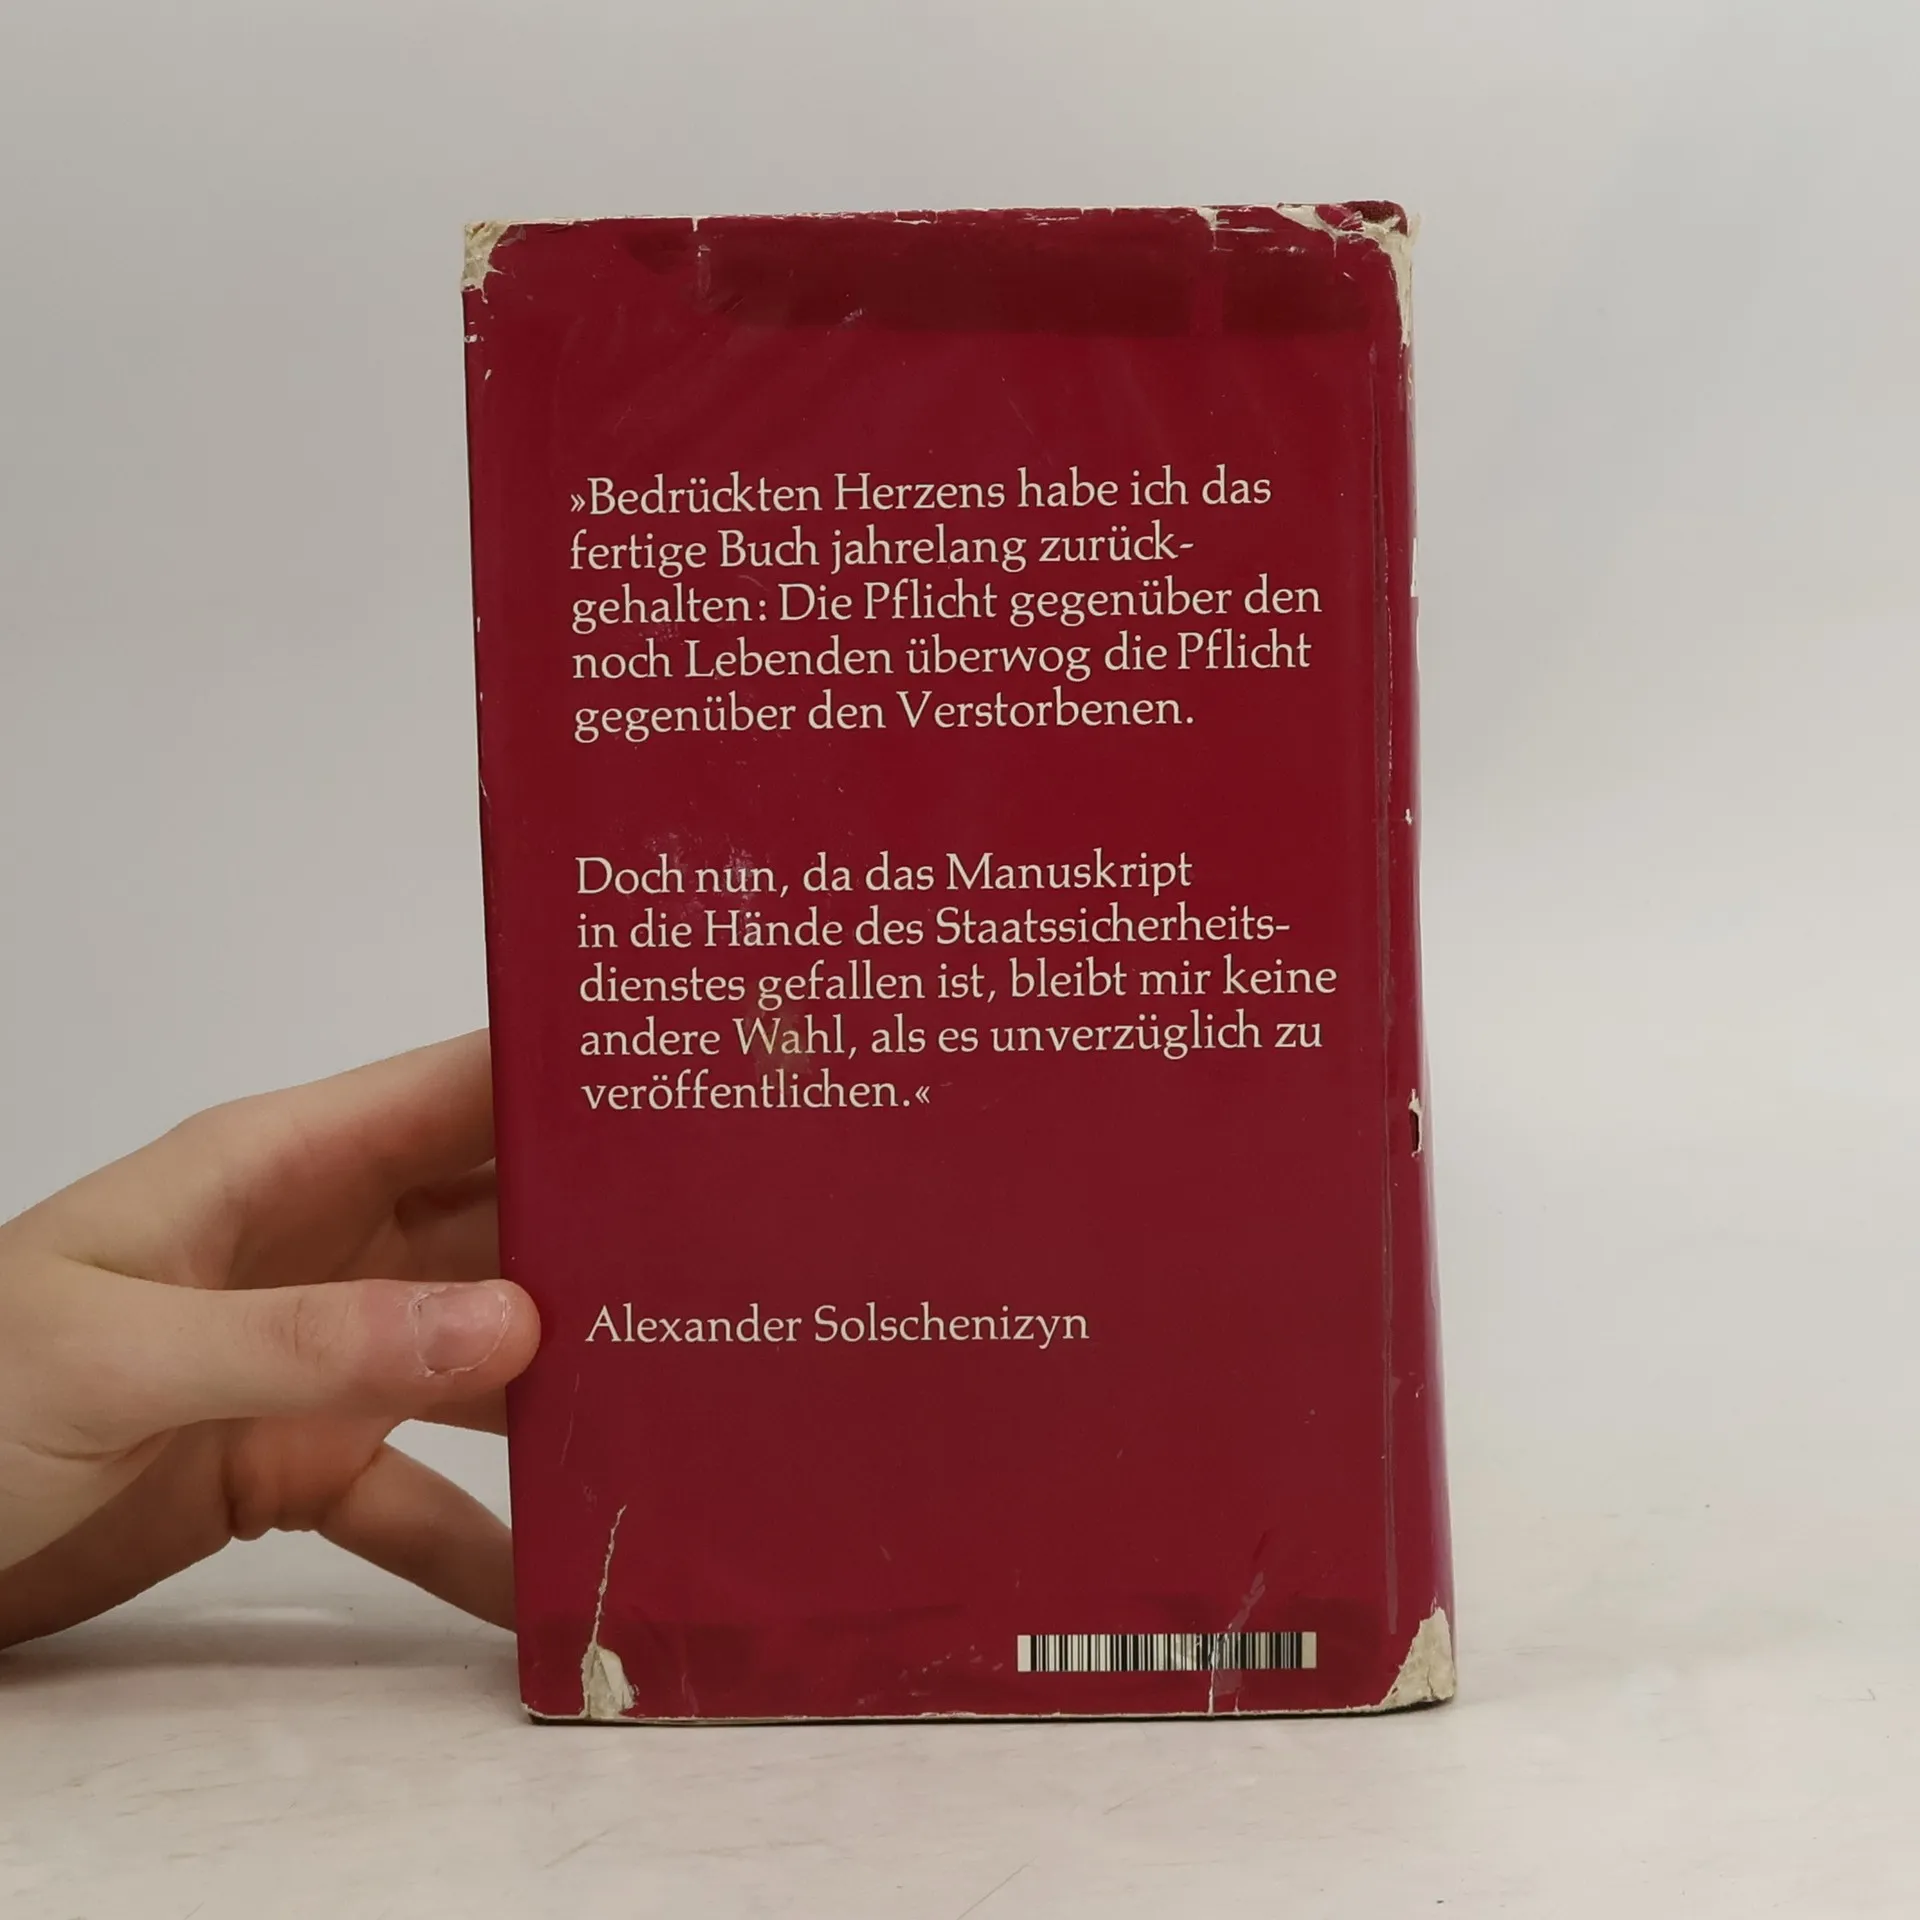 »Bedrückten Herzens habe ich das
fertige Buch jahrelang zurück-
gehalten: Die Pflicht gegenüber den
noch Lebenden überwog die Pflicht
gegenüber den Verstorbenen.
Doch nun, da das Manuskript
in die Hände des Staatssicherheits-
dienstes gefallen ist, bleibt mir keine
andere Wahl, als es unverzüglich zu
veröffentlichen.«
Alexander Solschenizyn